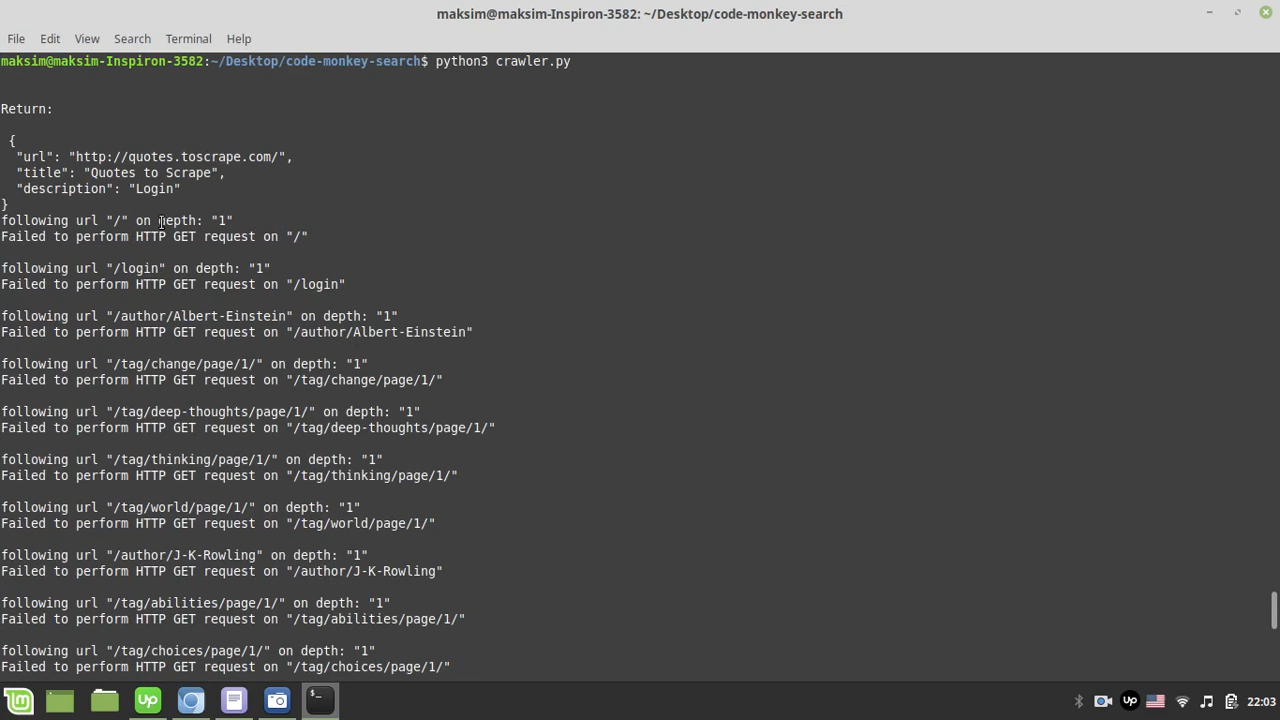 maksim@maksim-Inspiron-3582: ~/Desktop/code-monkey-search
File Edit View Search Terminal Help
maksim@maksim-Inspiron-3582:~/Desktop/code-monkey-search$ python3 crawler.py
Return:
{
"url": "http://quotes.toscrape.com/",
"title": "Quotes to Scrape",
"description": "Login"
}
following url "/" on depth: "1"
Failed to perform HTTP GET request on "/"
following url "/login" on depth: "1"
Failed to perform HTTP GET request on "/login"
following url "/author/Albert-Einstein" on depth: "1"
Failed to perform HTTP GET request on "/author/Albert-Einstein"
following url "/tag/change/page/1/" on depth: "1"
Failed to perform HTTP GET request on "/tag/change/page/1/"
following url "/tag/deep-thoughts/page/1/" on depth: "1"
Failed to perform HTTP GET request on "/tag/deep-thoughts/page/1/"
following url "/tag/thinking/page/1/" on depth: "1"
Failed to perform HTTP GET request on "/tag/thinking/page/1/"
following url "/tag/world/page/1/" on depth: "1"
Failed to perform HTTP GET request on "/tag/world/page/1/"
following url "/author/J-K-Rowling" on depth: "1"
Failed to perform HTTP GET request on "/author/J-K-Rowling"
following url "/tag/abilities/page/1/" on depth: "1"
Failed to perform HTTP GET request on "/tag/abilities/page/1/"
following url "/tag/choices/page/1/" on depth: "1"
Failed to perform HTTP GET request on "/tag/choices/page/1/"
up $_ up 22:03